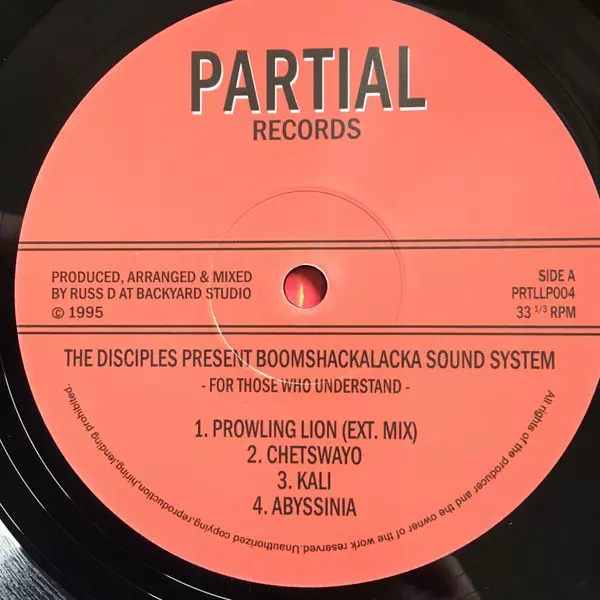 PARTIAL
RECORDS
PRODUCED, ARRANGED & MIXED
BY RUSS D AT BACKYARD STUDIO
© 1995
SIDE A
PRTLLP004
33 1/3 RPM
THE DISCIPLES PRESENT BOOMSHACKALACKA SOUND SYSTEM
- FOR THOSE WHO UNDERSTAND -
1. PROWLING LION (EXT. MIX)
2. CHETSWAYO
3. KALI
4. ABYSSINIA
All rights of the producer and the owner of the work reserved.Unauthorized copying,reproduction,hiring,lending prohibited.